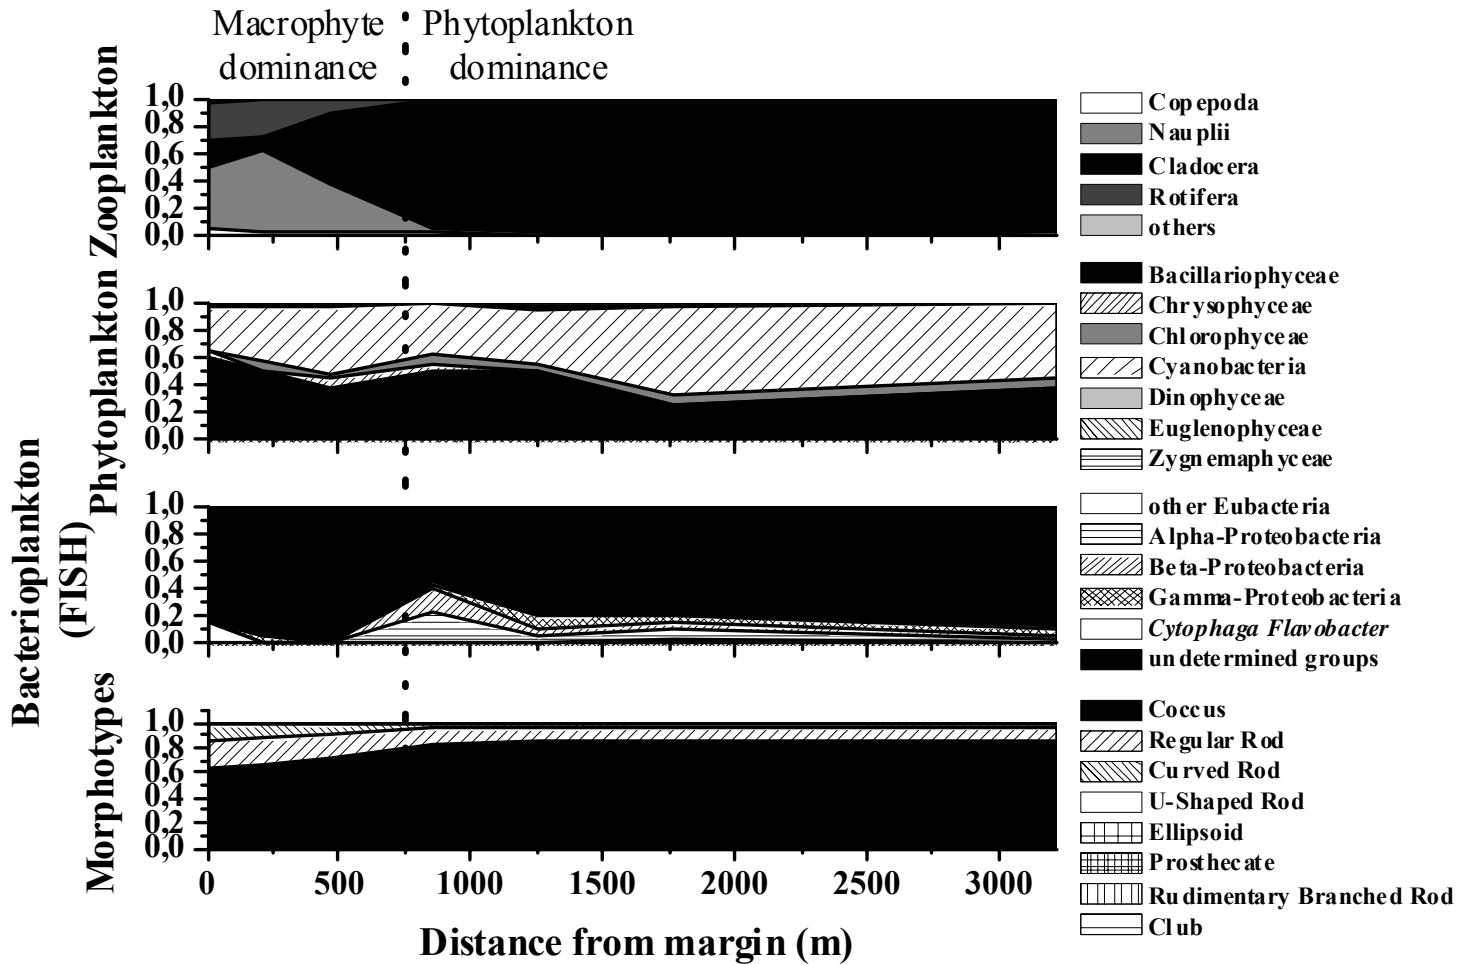 Macrophyte
dominance
Phytoplankton
dominance
Zooplankton
1,0
0,8
0,6
0,4
0,2
0,0
Copepoda
Nauplii
Cladocera
Rotifera
others
Phytoplankton
1,0
0,8
0,6
0,4
0,2
0,0
Bacillariophyceae
Chrysophyceae
Chlorophyceae
Cyanobacteria
Dinophyceae
Euglenophyceae
Zygnemaphyceae
Bacterioplankton
(FISH)
1,0
0,8
0,6
0,4
0,2
0,0
other Eubacteria
Alpha-Proteobacteria
Beta-Proteobacteria
Gamma-Proteobacteria
Cytophaga Flavobacter
undetermined groups
Morphotypes
1,0
0,8
0,6
0,4
0,2
0,0
Coccus
Regular Rod
Curved Rod
U-Shaped Rod
Ellipsoid
Prosthecate
Rudimentary Branched Rod
Club
0 500 1000 1500 2000 2500 3000
Distance from margin (m)